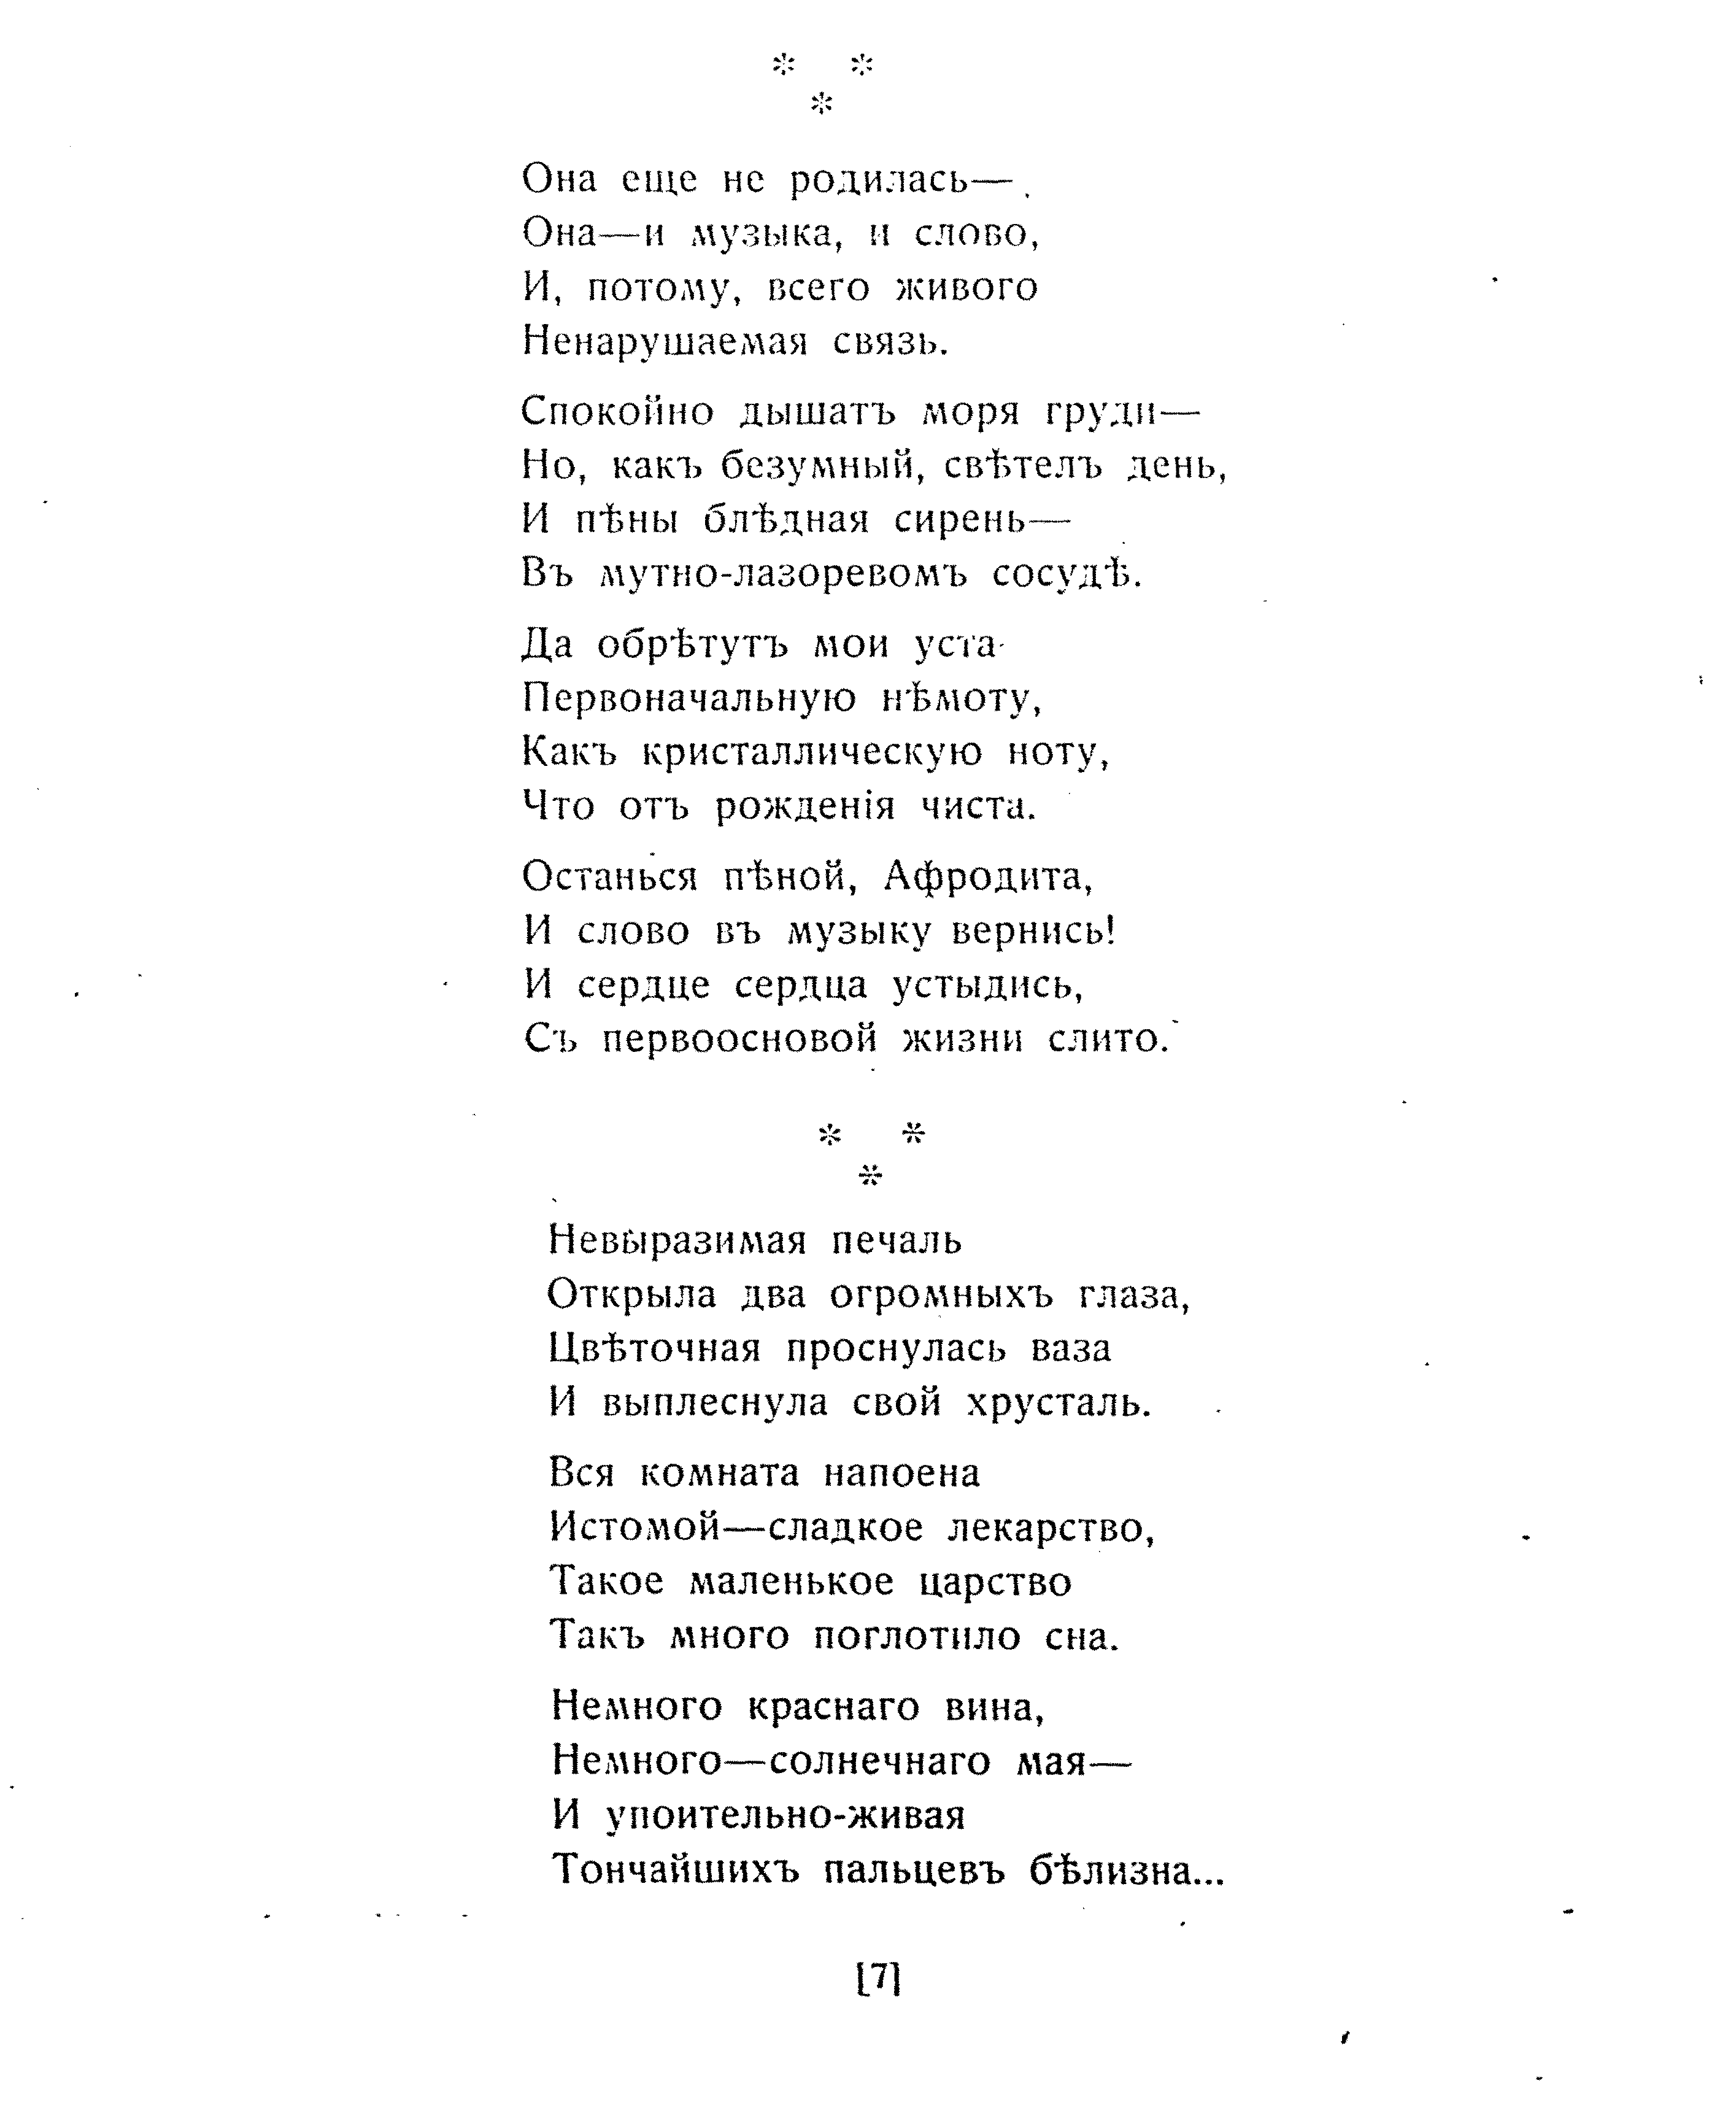 * *
*
Она еще не родилась—
Она—и музыка, и слово,
И, потому, всего живого
Ненарушаемая связь.
Спокойно дышатъ моря груди—
Но, какъ безумный, свѣтелъ день,
И пѣны блѣдная сирень—
Въ мутно-лазоревомъ сосудѣ.
Да обрѣтутъ мои уста
Первоначальную нѣмоту,
Какъ кристаллическую ноту,
Что отъ рожденія чиста.
Останься пѣной, Афродита,
И слово въ музыку вернись!
И сердце сердца устыдись,
Съ первоосновой жизни слито.
* *
*
Невыразимая печаль
Открыла два огромныхъ глаза,
Цвѣточная проснулась ваза
И выплеснула свой хрусталь.
Вся комната напоена
Истомой—сладкое лекарство,
Такое маленькое царство
Такъ много поглотило сна.
Немного краснаго вина,
Немного—солнечнаго мая—
И упоительно-живая
Тончайшихъ пальцевъ бѣлизна...
[7]